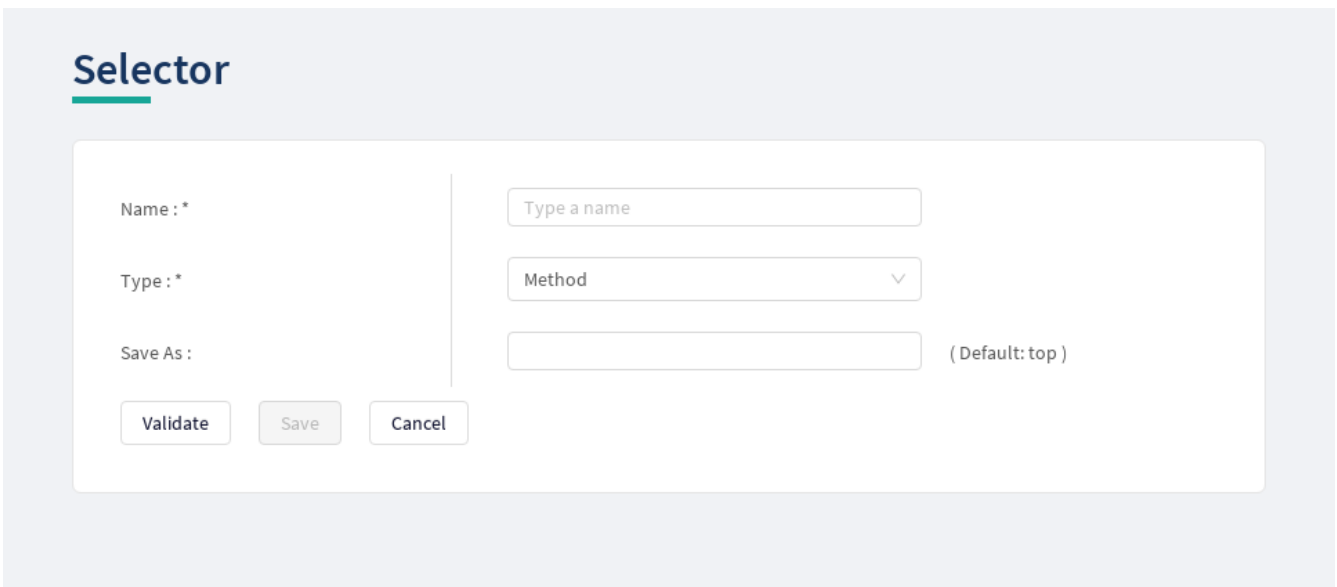 Selector
Name : * Type a name
Type : * Method
Save As : ( Default: top )
Validate Save Cancel